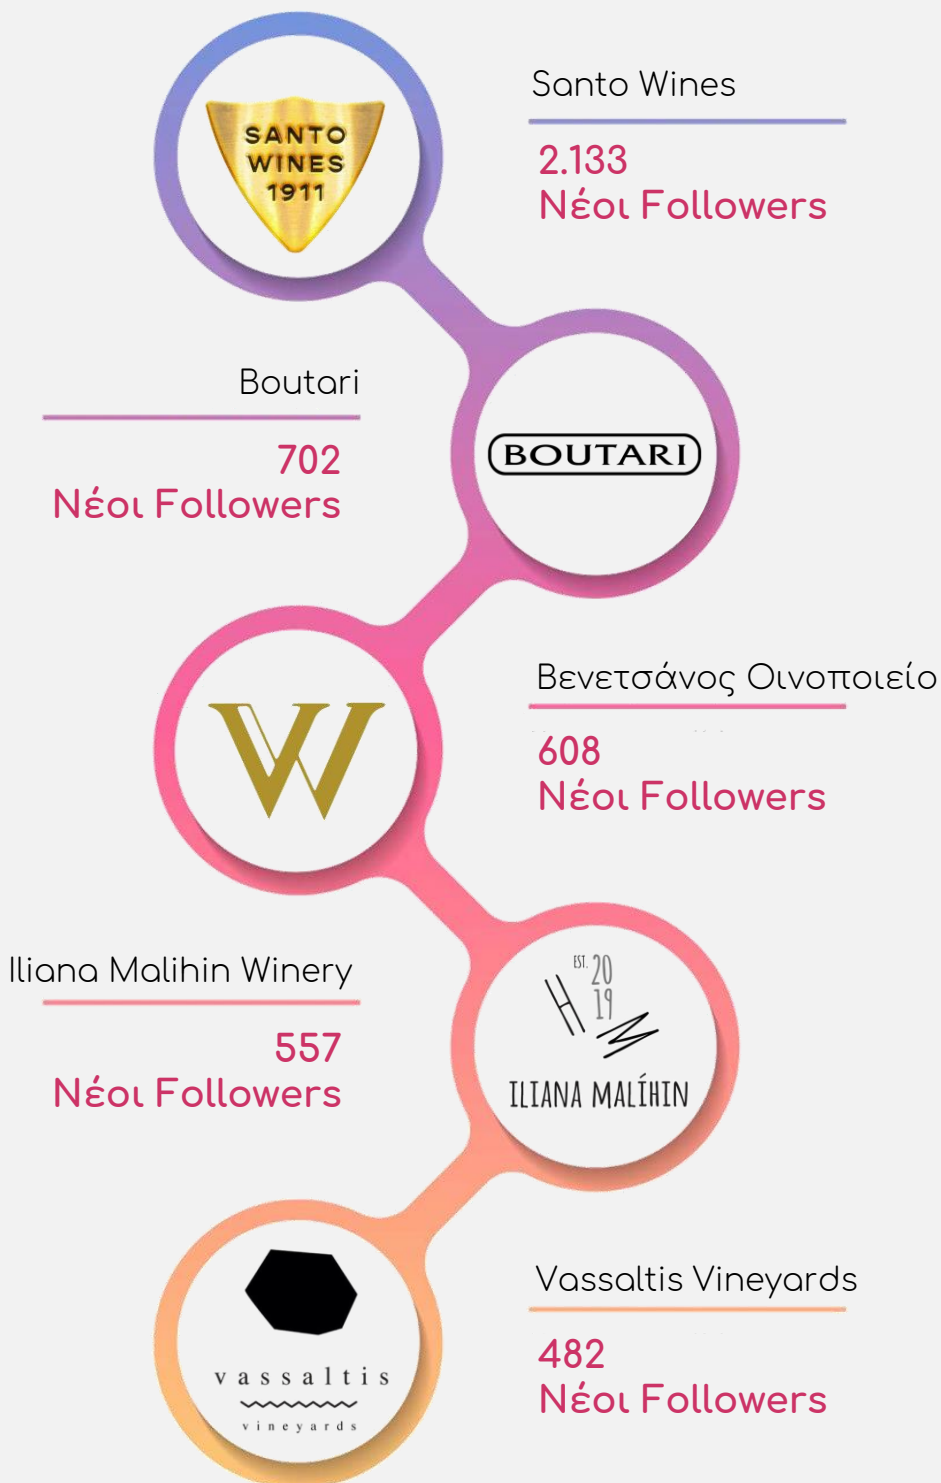 SANTO
WINES
1911
Santo Wines
2.133
Νέοι Followers
Boutari
702
Νέοι Followers
BOUTARI
W
Βενετσάνος Οινοποιείο
608
Νέοι Followers
Iliana Malihin Winery
557
Νέοι Followers
EST. 20
19
ILIANA MALÍHIN
vassaltis
vineyards
Vassaltis Vineyards
482
Νέοι Followers